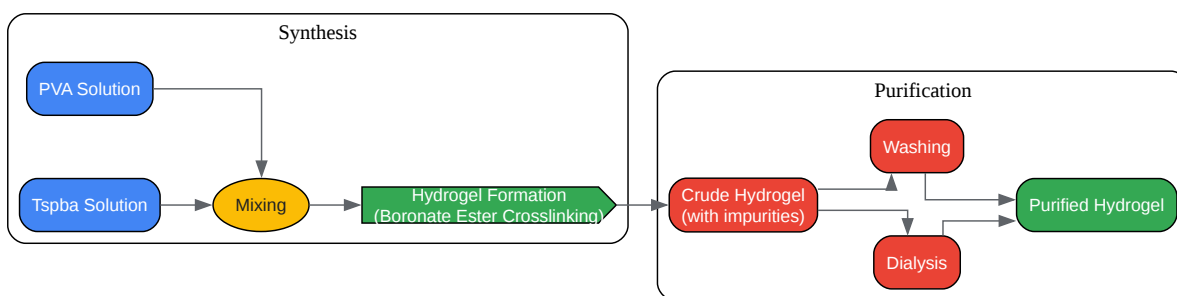 Synthesis
PVA Solution
Tspba Solution
Mixing
Hydrogel Formation
(Boronate Ester Crosslinking)
Purification
Crude Hydrogel
(with impurities)
Washing
Dialysis
Purified Hydrogel